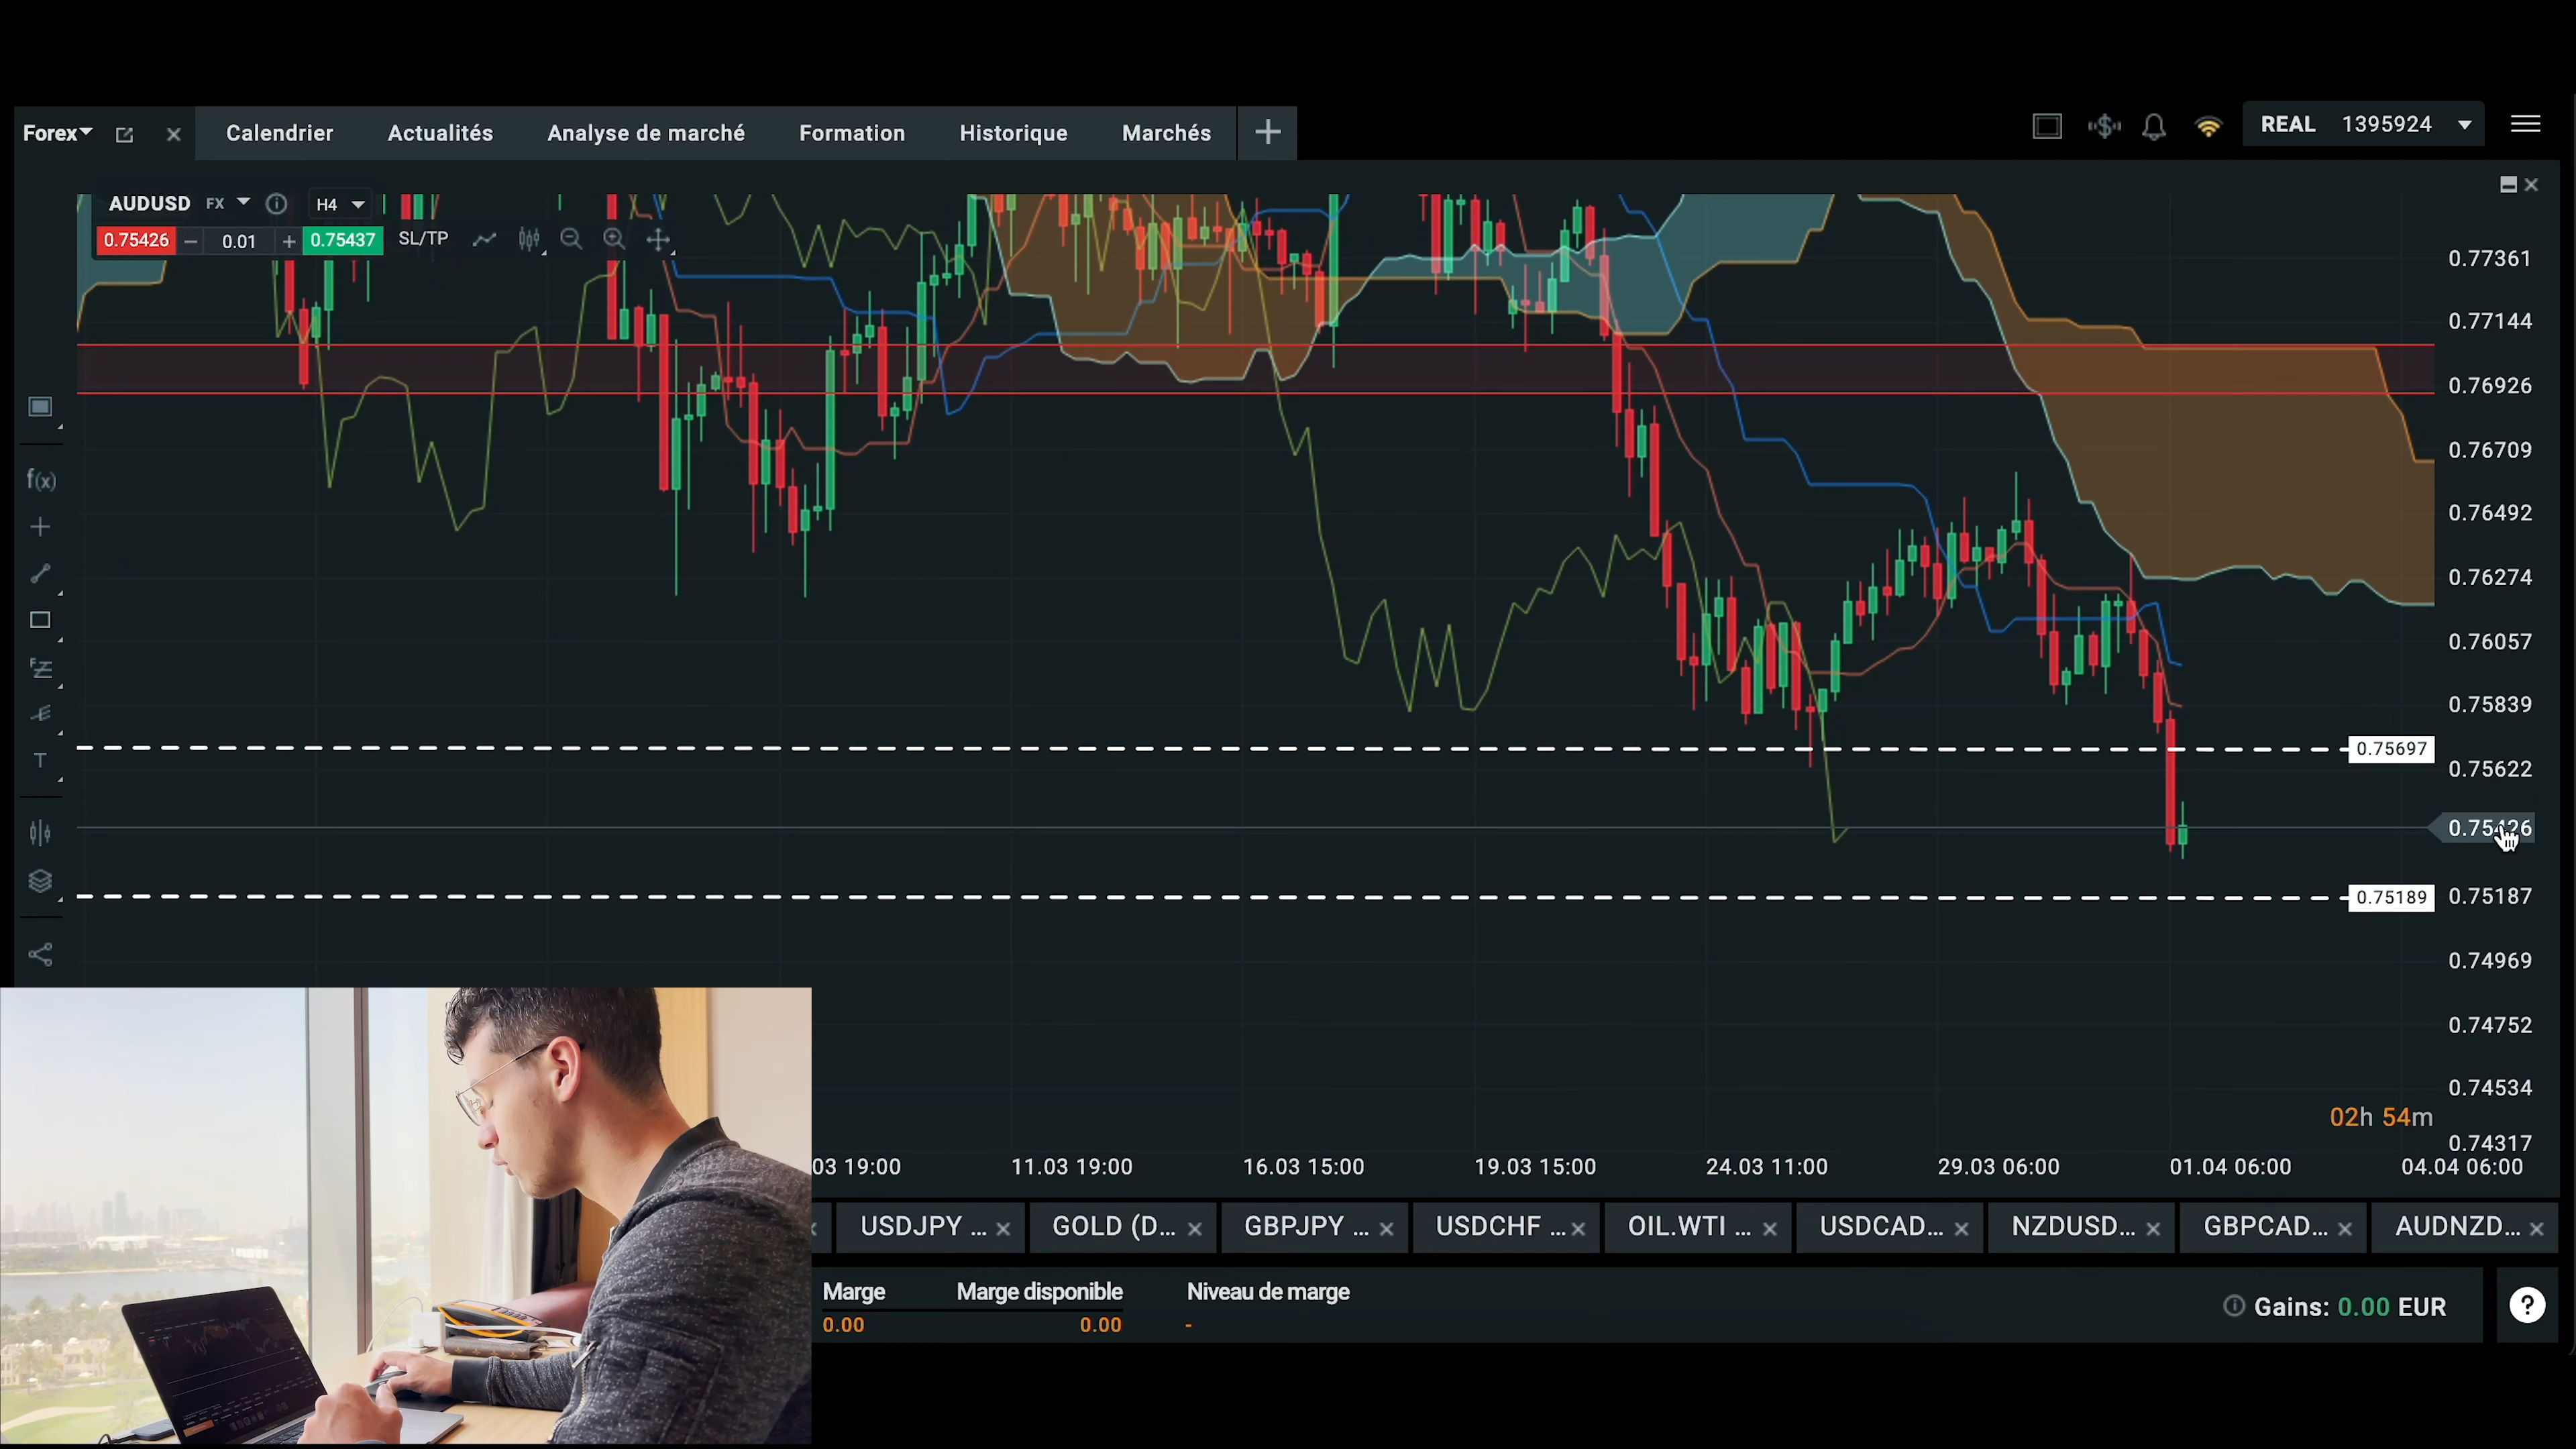 Forex
Calendrier
Actualités
Analyse de marché
Formation
Historique
Marchés
REAL 1395924
AUDUSD FX H4
0.75426 − 0.01 + 0.75437 SL/TP
0.77361
0.77144
0.76926
0.76709
0.76492
0.76274
0.76057
0.75839
0.75697
0.75622
0.75426
0.75189
0.75187
0.74969
0.74752
0.74534
02h 54m
0.74317
f(x)
T
03 19:00
11.03 19:00
16.03 15:00
19.03 15:00
24.03 11:00
29.03 06:00
01.04 06:00
04.04 06:00
USDJPY ...
GOLD (D...
GBPJPY ...
USDCHF ...
OIL.WTI ...
USDCAD...
NZDUSD...
GBPCAD...
AUDNZD...
Marge
0.00
Marge disponible
0.00
Niveau de marge
-
Gains: 0.00 EUR
?